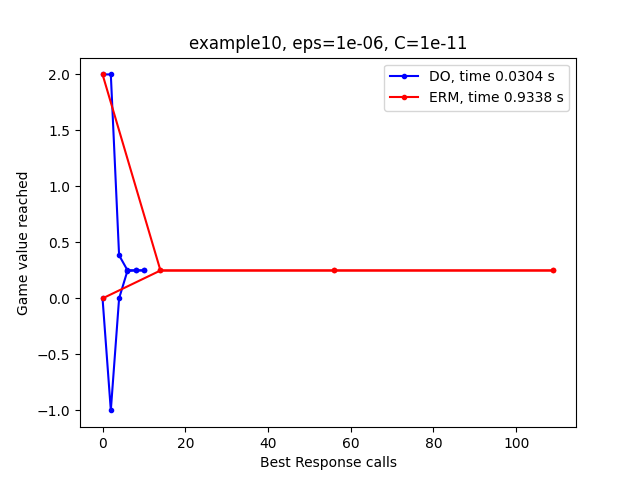 example10, eps=1e-06, C=1e-11
DO, time 0.0304 s
ERM, time 0.9338 s
Game value reached
2.0
1.5
1.0
0.5
0.0
−0.5
−1.0
0 20 40 60 80 100
Best Response calls